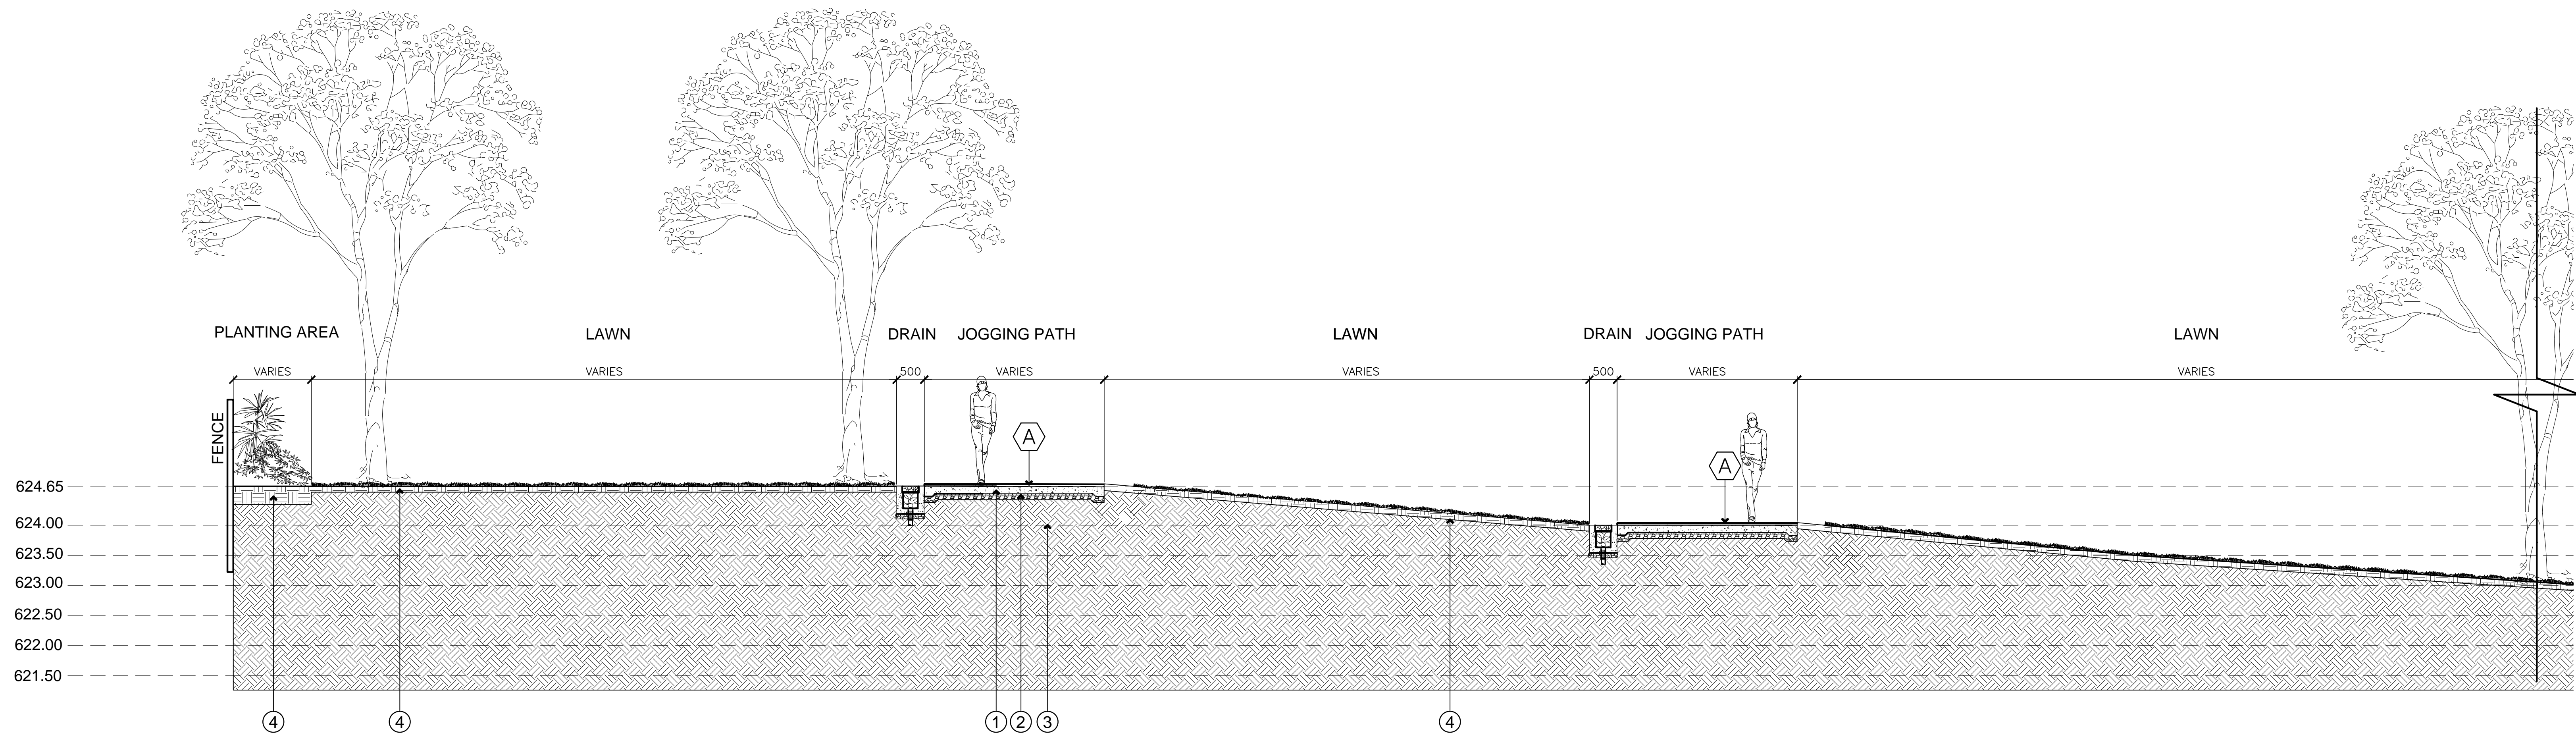 PLANTING AREA LAWN DRAIN JOGGING PATH LAWN DRAIN JOGGING PATH LAWN
VARIES VARIES 500 VARIES VARIES 500 VARIES VARIES
FENCE
A
A
624.65
624.00
623.50
623.00
622.50
622.00
621.50
4 4 1 2 3 4